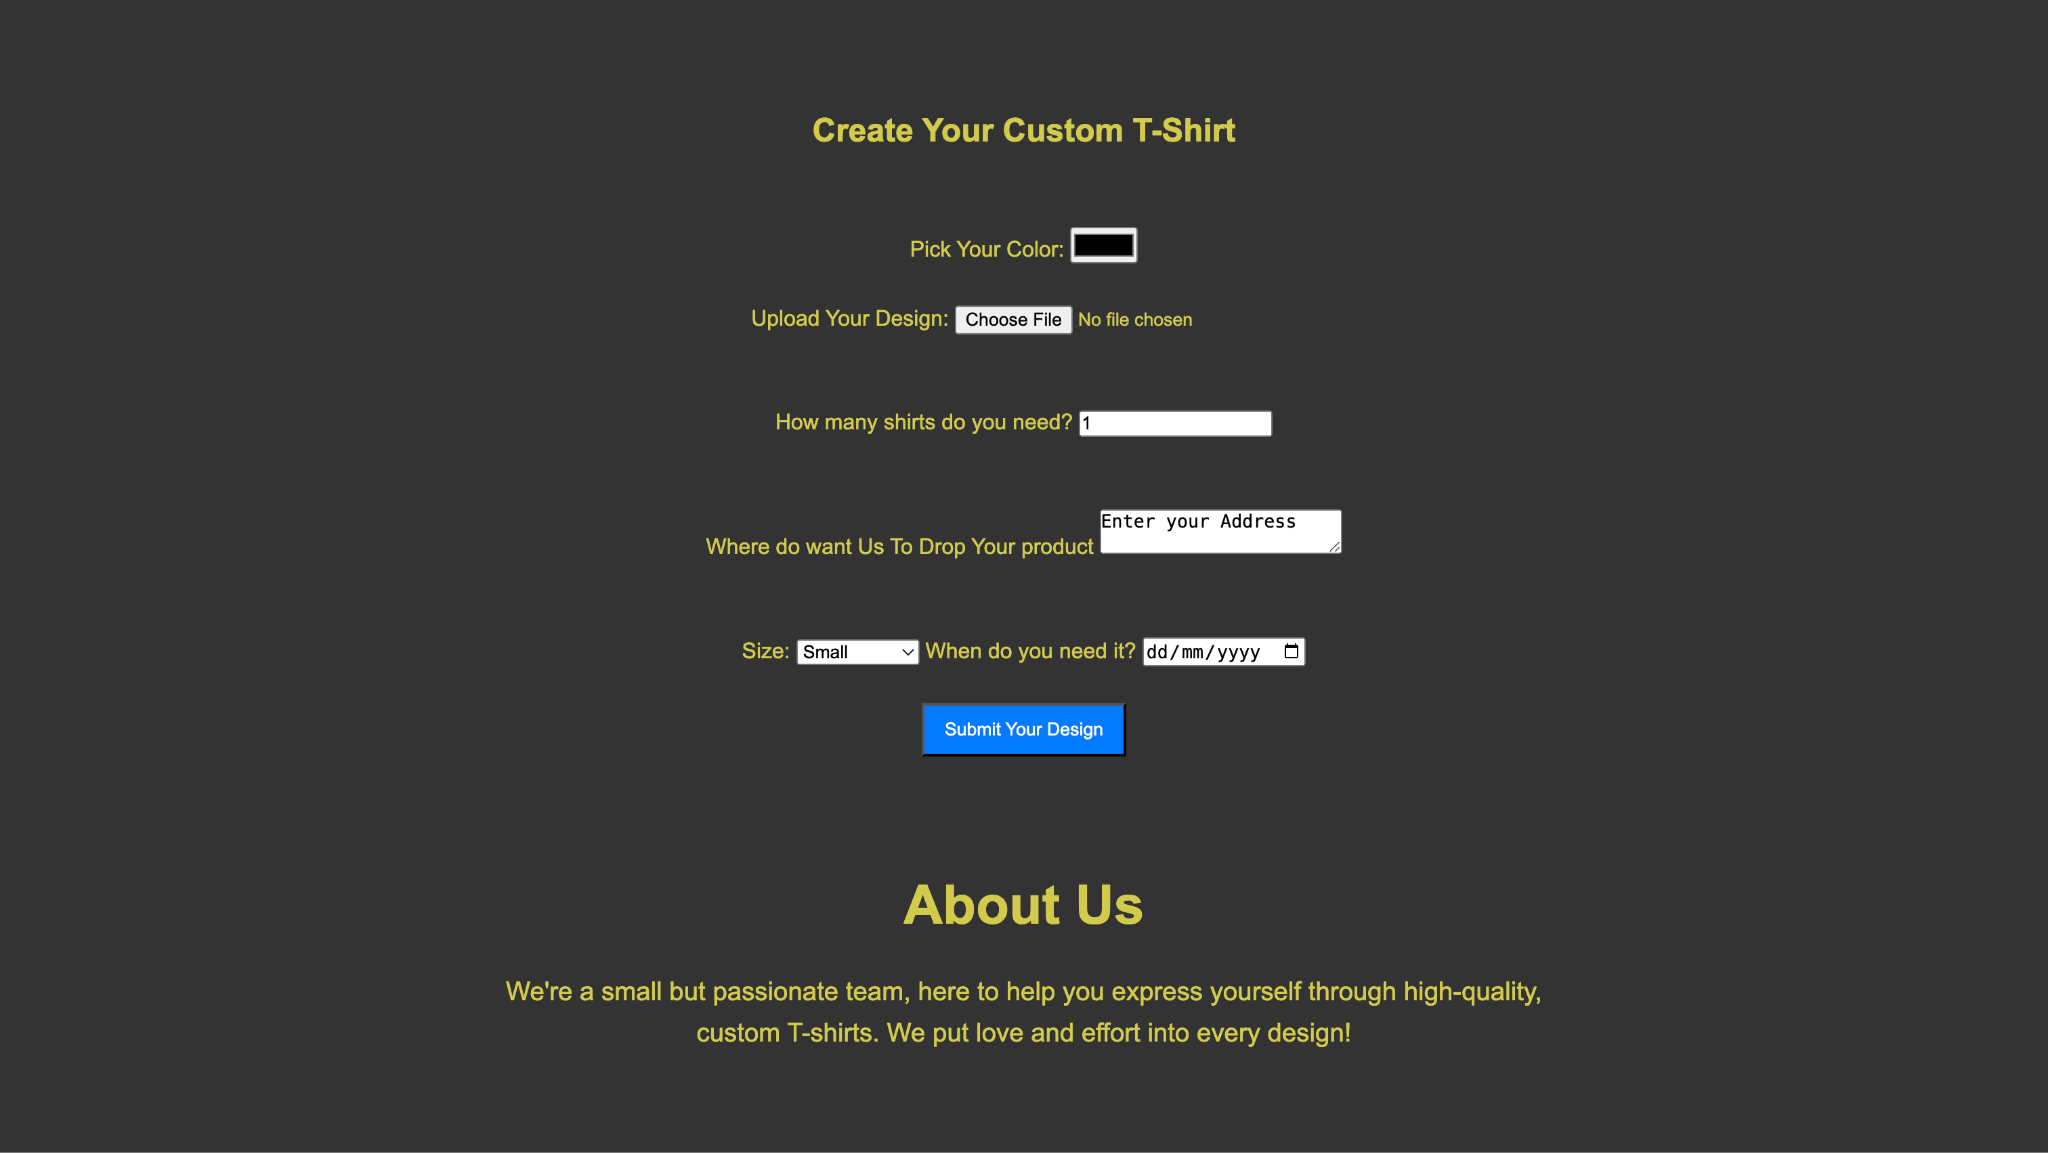 Create Your Custom T-Shirt
Pick Your Color:
Upload Your Design: Choose File No file chosen
How many shirts do you need? 1
Where do want Us To Drop Your product Enter your Address
Size: Small When do you need it? dd/mm/yyyy
Submit Your Design
About Us
We're a small but passionate team, here to help you express yourself through high-quality,
custom T-shirts. We put love and effort into every design!